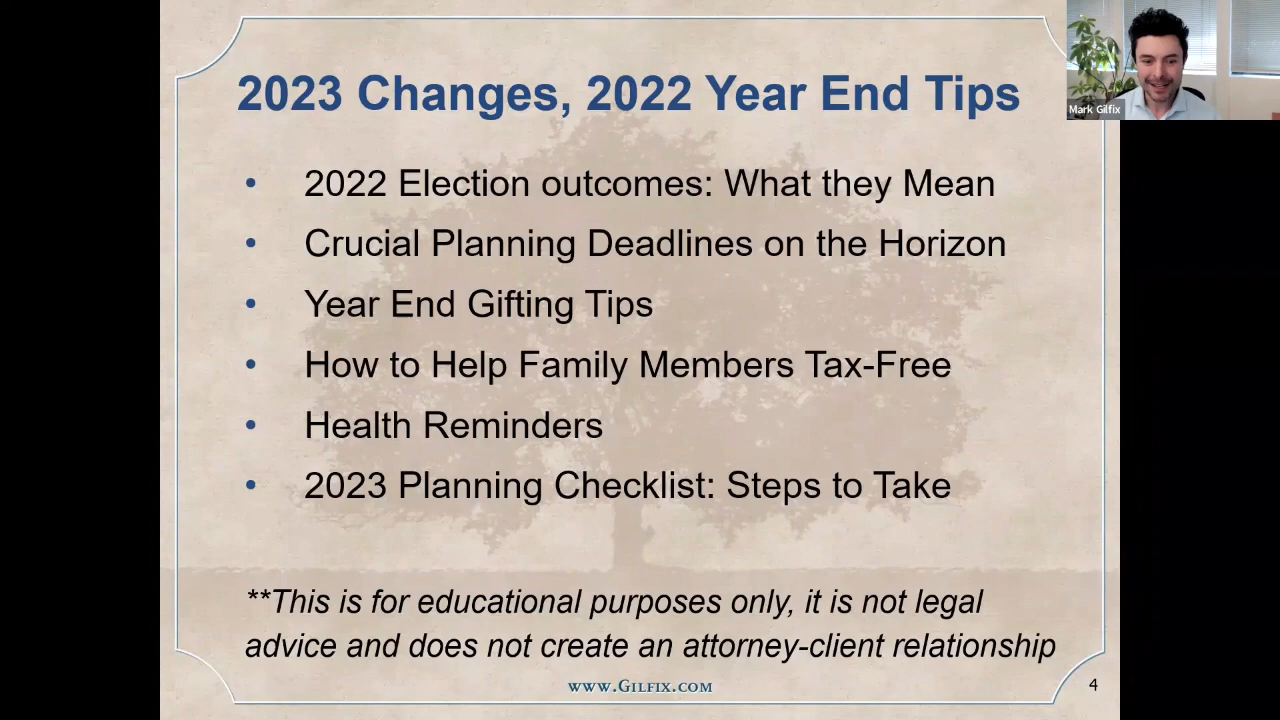 2023 Changes, 2022 Year End Tips
Mark Gilfix
• 2022 Election outcomes: What they Mean
• Crucial Planning Deadlines on the Horizon
• Year End Gifting Tips
• How to Help Family Members Tax-Free
• Health Reminders
• 2023 Planning Checklist: Steps to Take
**This is for educational purposes only, it is not legal
advice and does not create an attorney-client relationship
www.Gilfix.com
4